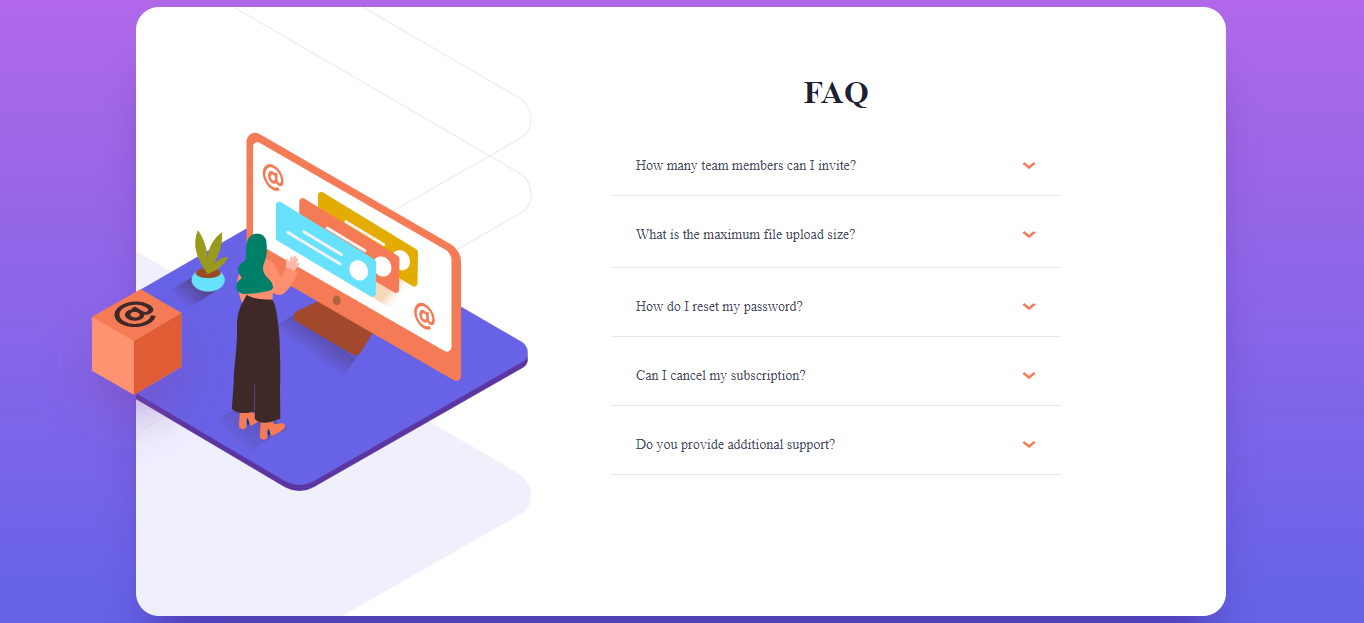 FAQ
How many team members can I invite?
What is the maximum file upload size?
How do I reset my password?
Can I cancel my subscription?
Do you provide additional support?
@
@
@